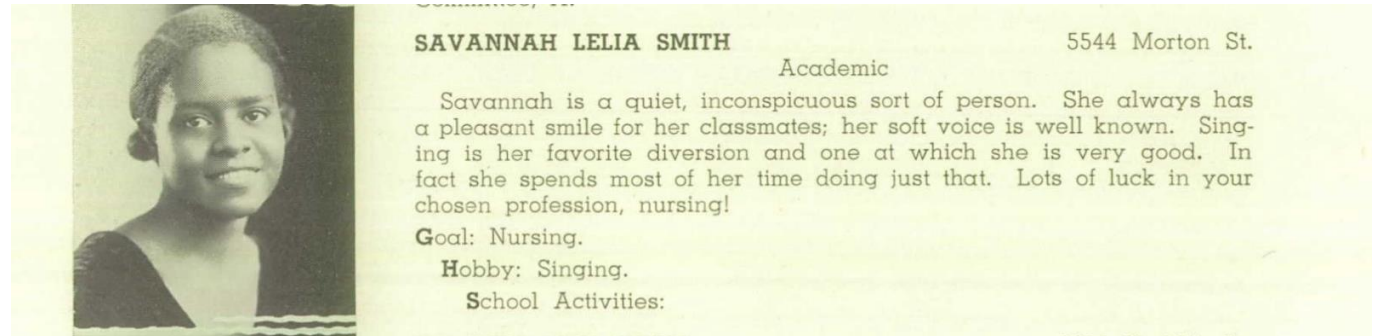 SAVANNAH LELIA SMITH 5544 Morton St.
Academic
Savannah is a quiet, inconspicuous sort of person. She always has
a pleasant smile for her classmates; her soft voice is well known. Sing-
ing is her favorite diversion and one at which she is very good. In
fact she spends most of her time doing just that. Lots of luck in your
chosen profession, nursing!
Goal: Nursing.
Hobby: Singing.
School Activities: